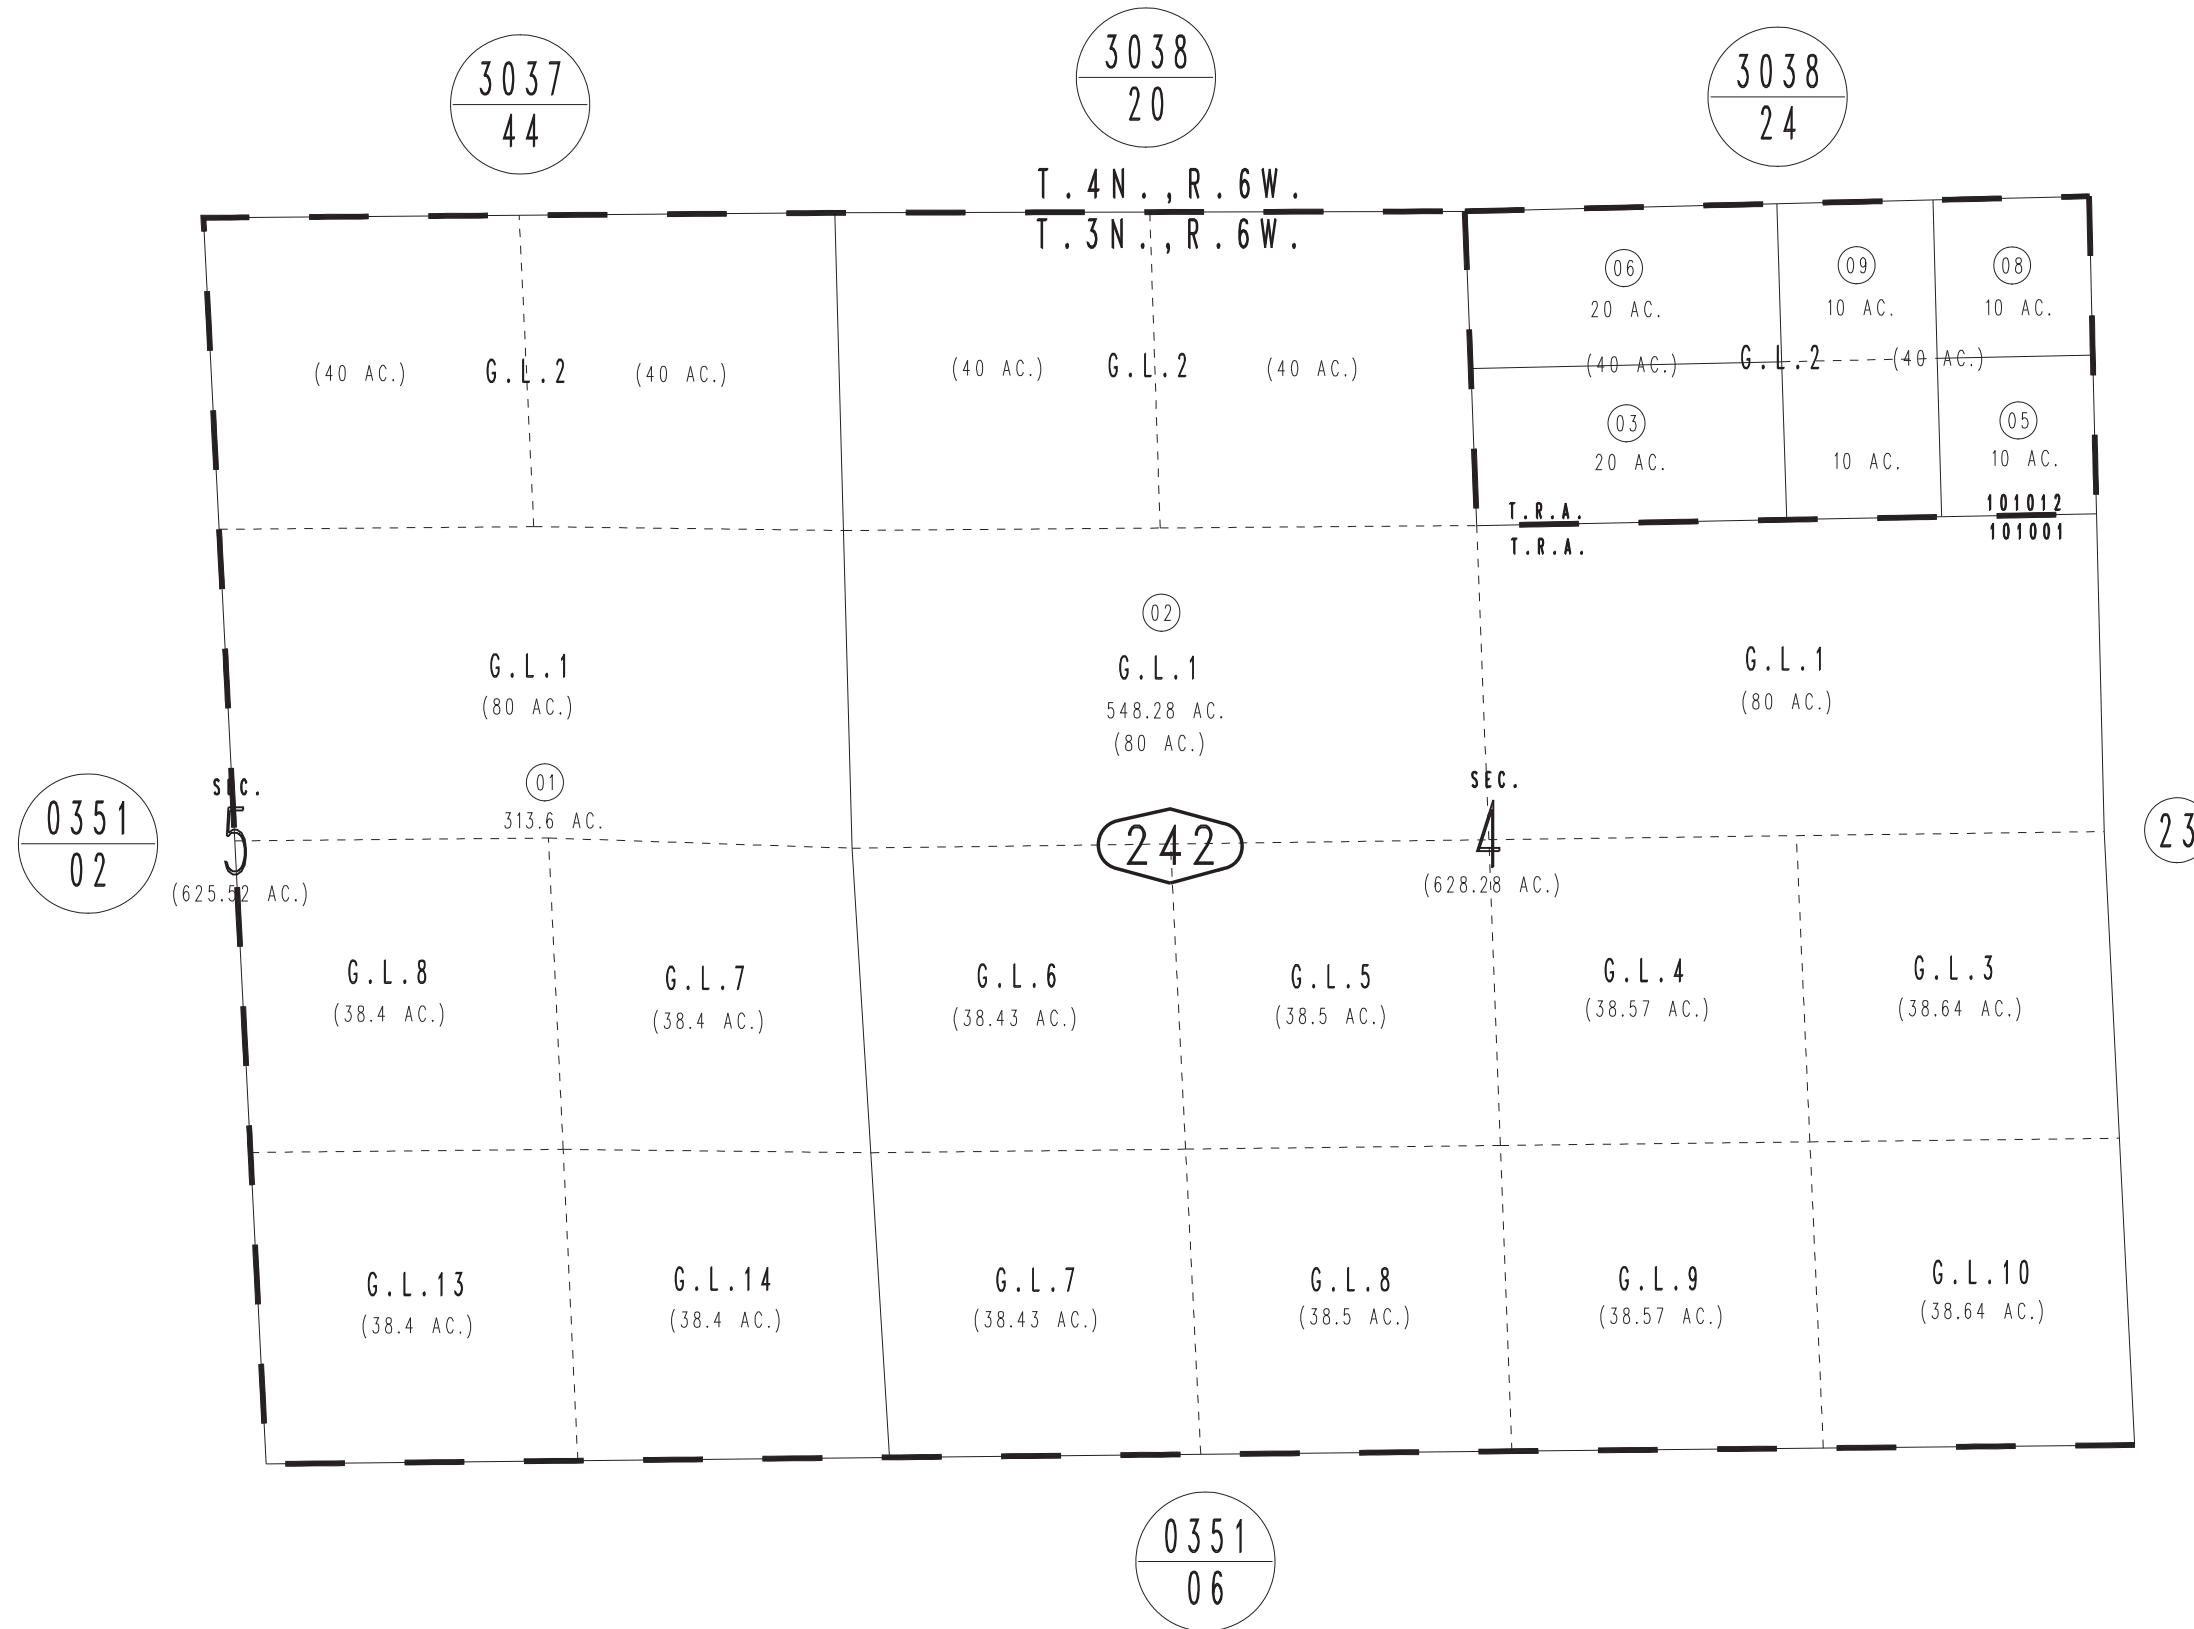 3037
44
3038
20
3038
24
T.4N.,R.6W.
T.3N.,R.6W.
06
20 AC.
09
10 AC.
08
10 AC.
(40 AC.)
G.L.2
(40 AC.)
(40 AC.)
G.L.2
(40 AC.)
(40 AC.)
G.L.2
(40 AC.)
03
20 AC.
10 AC.
05
10 AC.
T.R.A.
101012
T.R.A.
101001
G.L.1
(80 AC.)
02
G.L.1
548.28 AC.
(80 AC.)
G.L.1
(80 AC.)
01
313.6 AC.
SEC.
5
(625.52 AC.)
0351
02
242
SEC.
4
(628.28 AC.)
23
G.L.8
(38.4 AC.)
G.L.7
(38.4 AC.)
G.L.6
(38.43 AC.)
G.L.5
(38.5 AC.)
G.L.4
(38.57 AC.)
G.L.3
(38.64 AC.)
G.L.13
(38.4 AC.)
G.L.14
(38.4 AC.)
G.L.7
(38.43 AC.)
G.L.8
(38.5 AC.)
G.L.9
(38.57 AC.)
G.L.10
(38.64 AC.)
0351
06